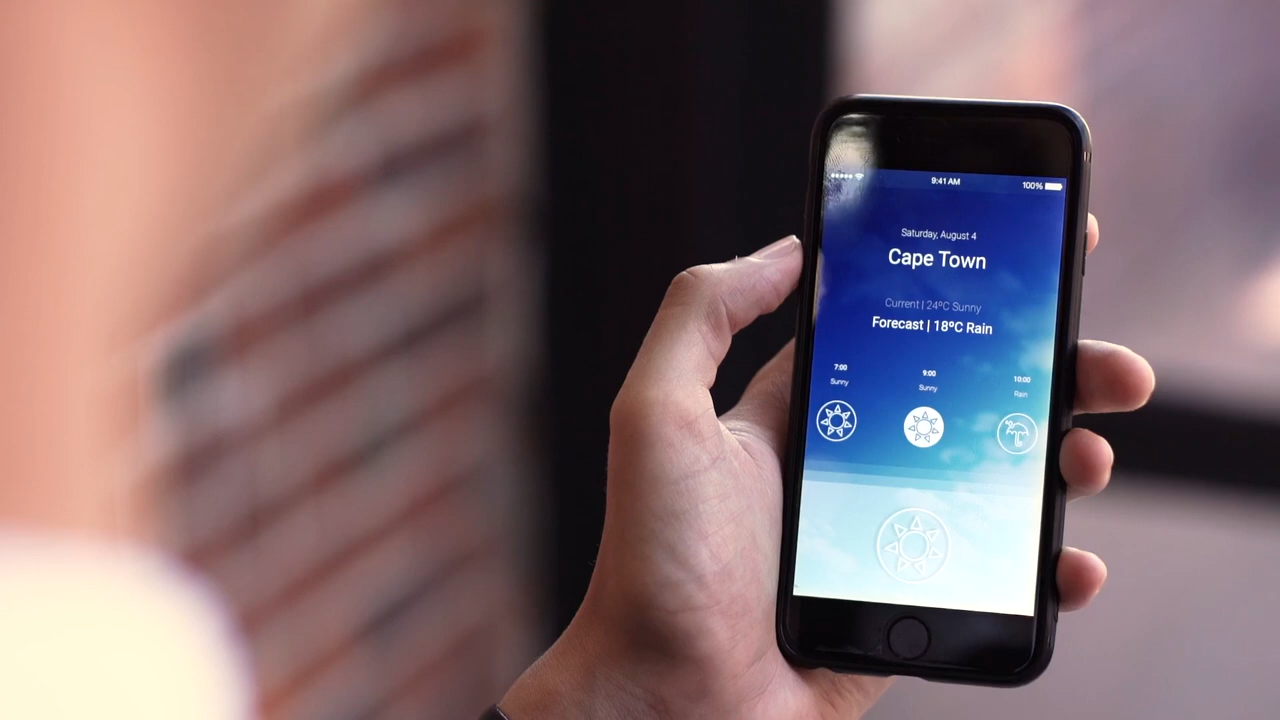 9:41 AM 100%
Saturday, August 4
Cape Town
Current | 24ºC Sunny
Forecast | 18ºC Rain
7:00 9:00 10:00
Sunny Sunny Rain